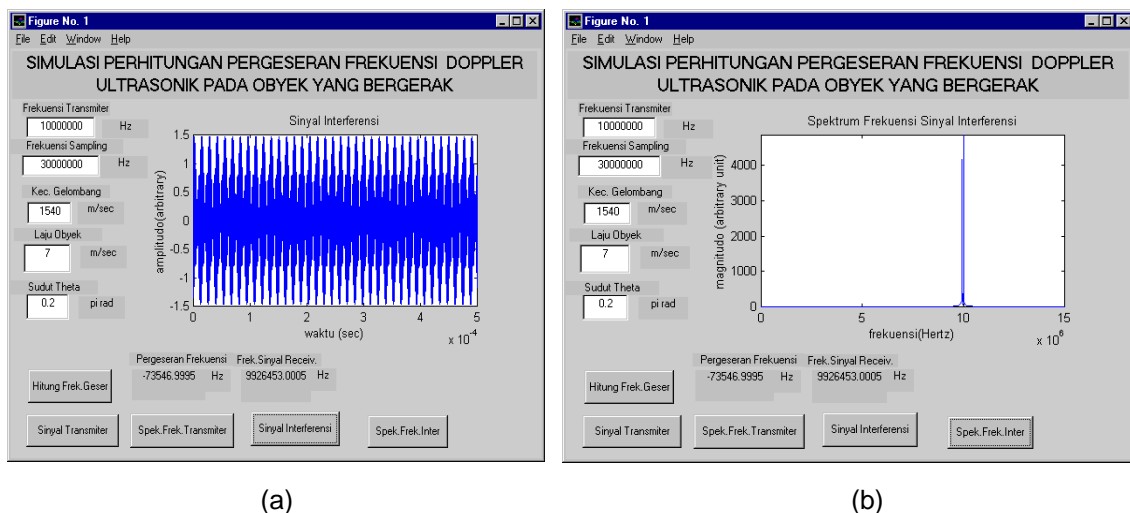 Figure No. 1
File Edit Window Help
SIMULASI PERHITUNGAN PERGESERAN FREKUENSI DOPPLER
ULTRASONIK PADA OBYEK YANG BERGERAK
Frekuensi Transmiter
10000000 Hz
Frekuensi Sampling
30000000 Hz
Kec. Gelombang
1540 m/sec
Laju Obyek
7 m/sec
Sudut Theta
0.2 pi rad
Sinyal Interferensi
amplitudo(arbitrary)
1.5
1
0.5
0
-0.5
-1
-1.5
0 1 2 3 4 5
waktu (sec)
x 10^-4
Pergeseran Frekuensi Frek.Sinyal Receiv.
-73546.9995 Hz 9926453.0005 Hz
Hitung Frek.Geser
Sinyal Transmiter Spek.Frek.Transmiter Sinyal Interferensi Spek.Frek.Inter
(a)
Figure No. 1
File Edit Window Help
SIMULASI PERHITUNGAN PERGESERAN FREKUENSI DOPPLER
ULTRASONIK PADA OBYEK YANG BERGERAK
Frekuensi Transmiter
10000000 Hz
Frekuensi Sampling
30000000 Hz
Kec. Gelombang
1540 m/sec
Laju Obyek
7 m/sec
Sudut Theta
0.2 pi rad
Spektrum Frekuensi Sinyal Interferensi
magnitudo (arbitrary unit)
4000
3000
2000
1000
0
0 5 10 15
frekuensi(Hertz)
x 10^6
Pergeseran Frekuensi Frek.Sinyal Receiv.
-73546.9995 Hz 9926453.0005 Hz
Hitung Frek.Geser
Sinyal Transmiter Spek.Frek.Transmiter Sinyal Interferensi Spek.Frek.Inter
(b)